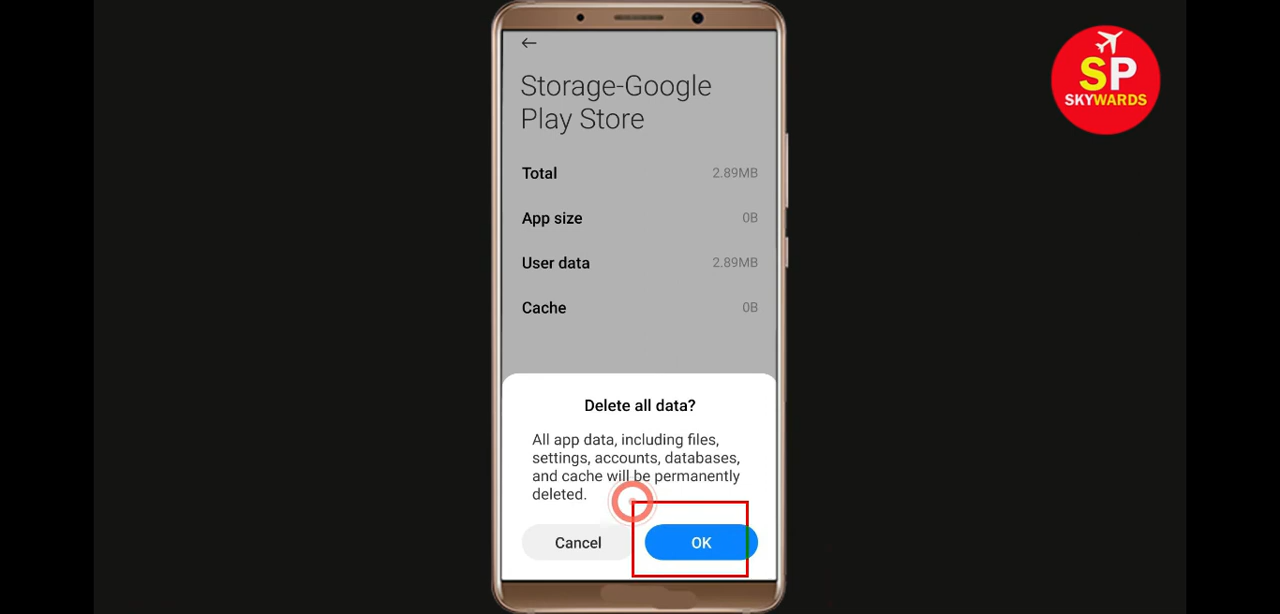 Storage-Google
Play Store
Total 2.89MB
App size 0B
User data 2.89MB
Cache 0B
Delete all data?
All app data, including files,
settings, accounts, databases,
and cache will be permanently
deleted.
Cancel OK
SP
SKYWARDS